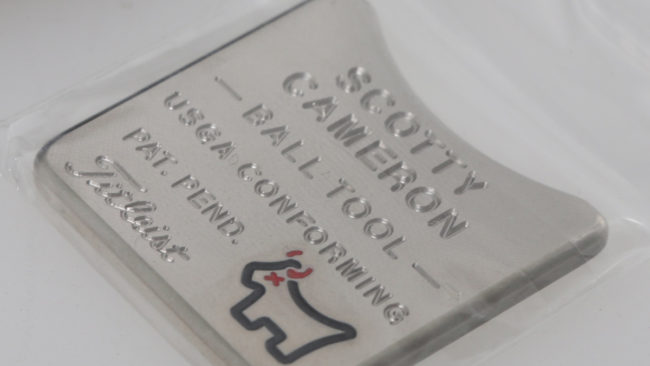 SCOTTY
CAMERON
— BALL TOOL —
USGA CONFORMING
PAT. PEND.
Titleist